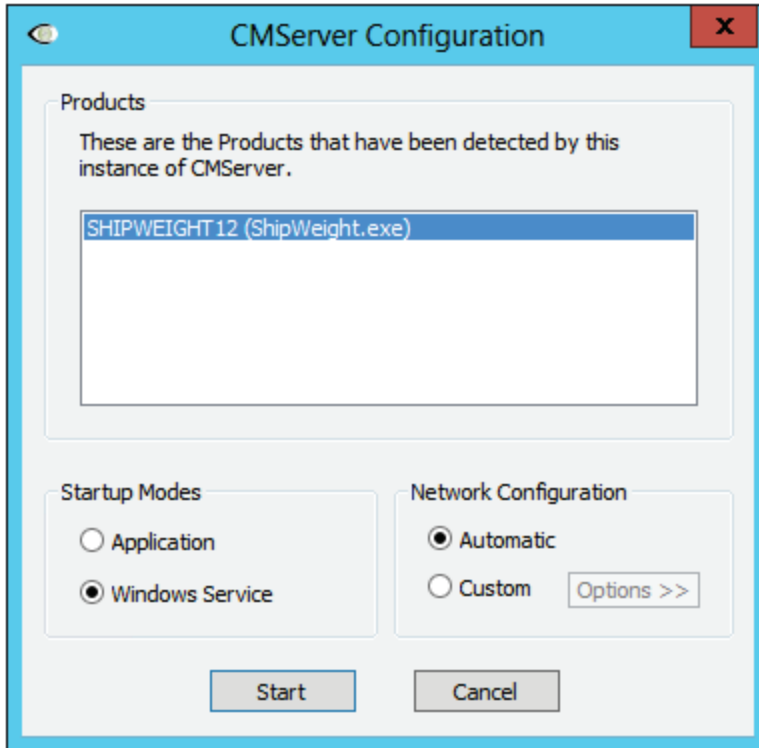 CMServer Configuration
x
Products
These are the Products that have been detected by this
instance of CMServer.
SHIPWEIGHT12 (ShipWeight.exe)
Startup Modes
Application
Windows Service
Network Configuration
Automatic
Custom
Options >>
Start
Cancel